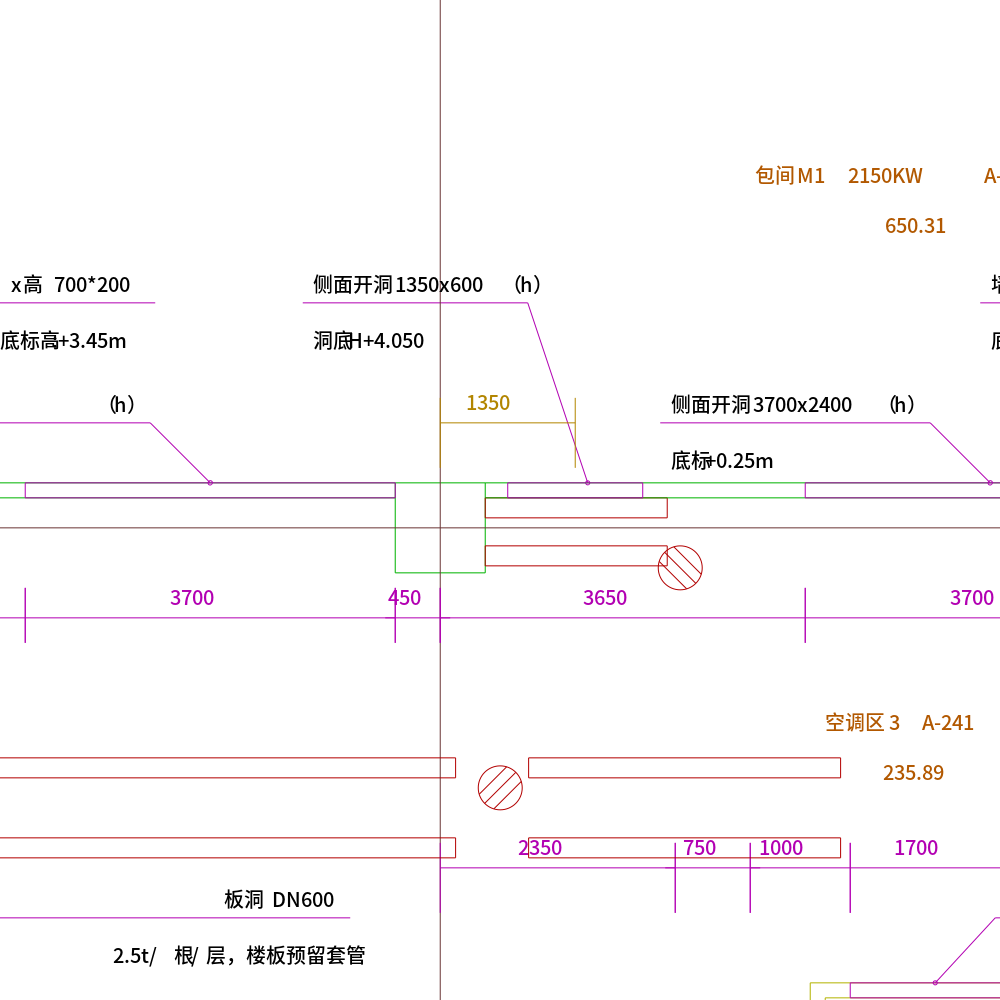 包间M1 2150KW A-
650.31
x高 700*200
侧面开洞1350x600 (h)
底标高+3.45m
洞底H+4.050
(h)
1350
侧面开洞3700x2400 (h)
底标+0.25m
3700 450 3650 3700
空调区 3 A-241
235.89
2350 750 1000 1700
板洞 DN600
2.5t/ 根/ 层，楼板预留套管